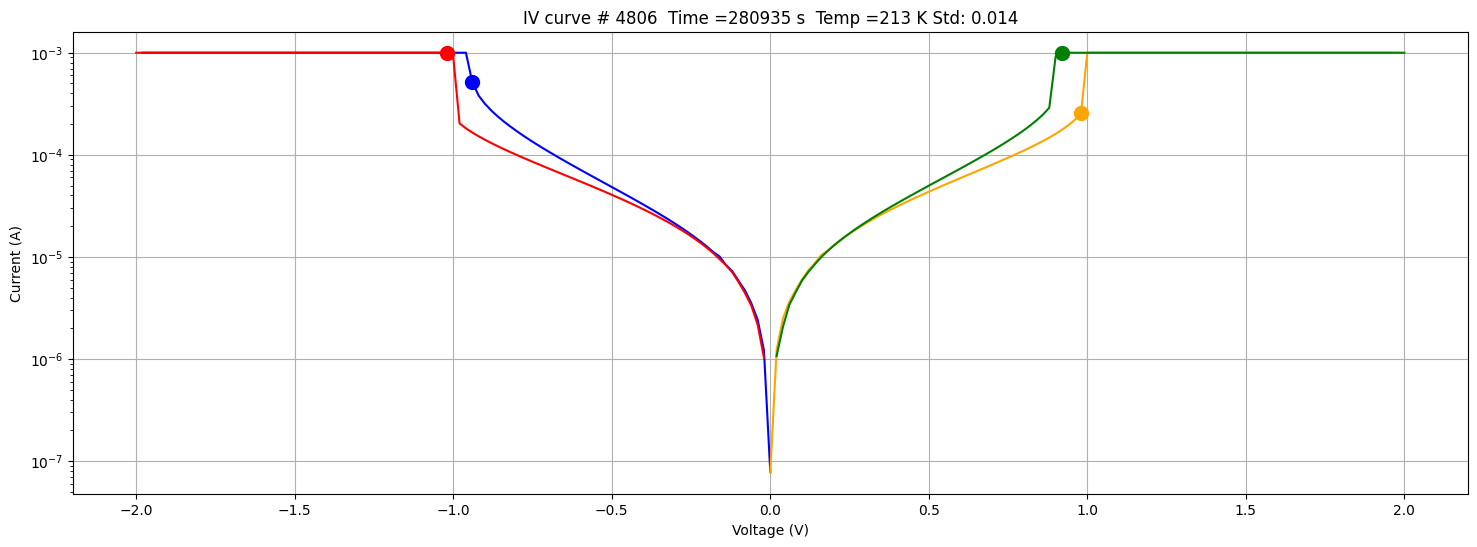 IV curve # 4806  Time =280935 s  Temp =213 K Std: 0.014
Current (A)
10⁻³
10⁻⁴
10⁻⁵
10⁻⁶
10⁻⁷
−2.0 −1.5 −1.0 −0.5 0.0 0.5 1.0 1.5 2.0
Voltage (V)